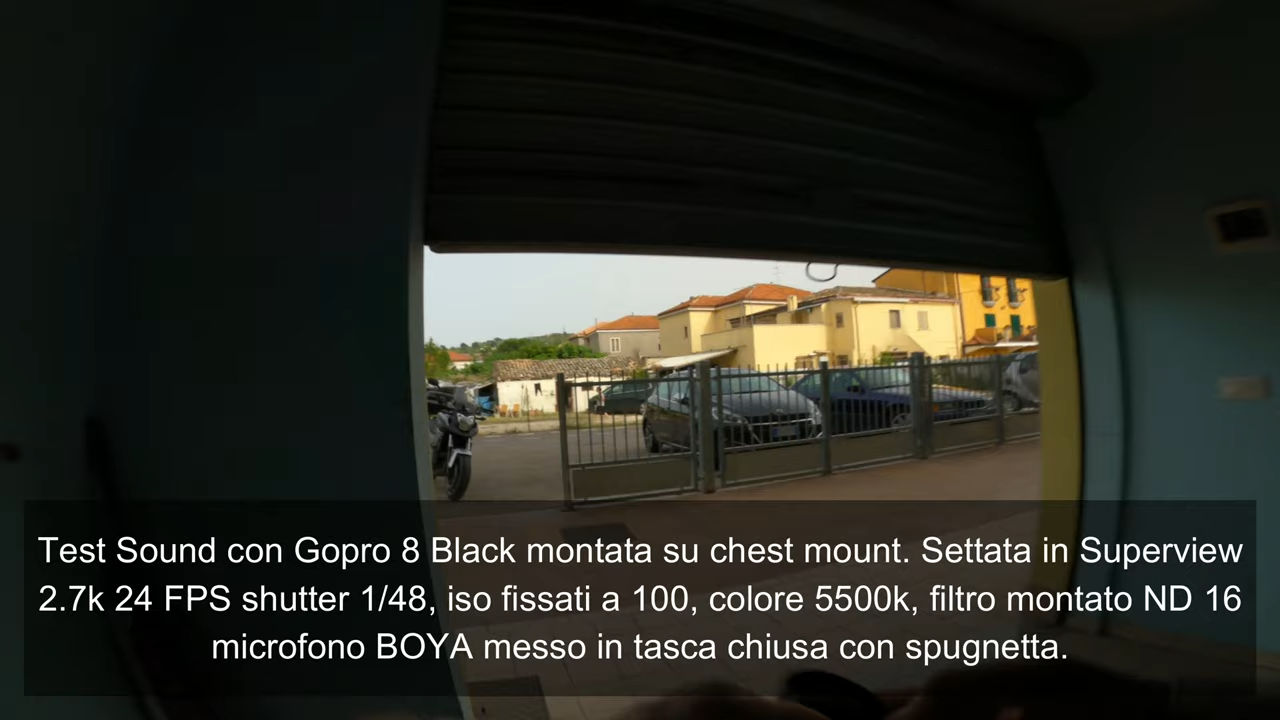 Test Sound con Gopro 8 Black montata su chest mount. Settata in Superview
2.7k 24 FPS shutter 1/48, iso fissati a 100, colore 5500k, filtro montato ND 16
microfono BOYA messo in tasca chiusa con spugnetta.